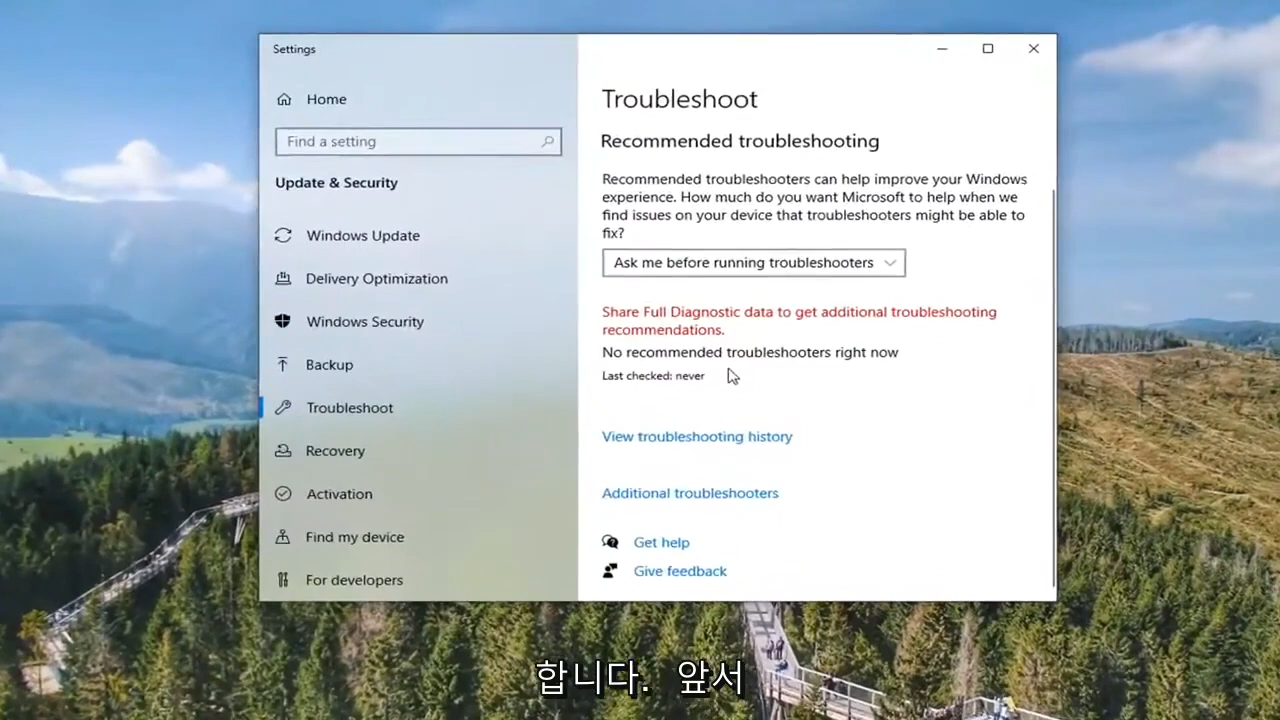 Settings
Home
Find a setting
Update & Security
Windows Update
Delivery Optimization
Windows Security
Backup
Troubleshoot
Recovery
Activation
Find my device
For developers
Troubleshoot
Recommended troubleshooting
Recommended troubleshooters can help improve your Windows
experience. How much do you want Microsoft to help when we
find issues on your device that troubleshooters might be able to
fix?
Ask me before running troubleshooters
Share Full Diagnostic data to get additional troubleshooting
recommendations.
No recommended troubleshooters right now
Last checked: never
View troubleshooting history
Additional troubleshooters
Get help
Give feedback
합니다. 앞서